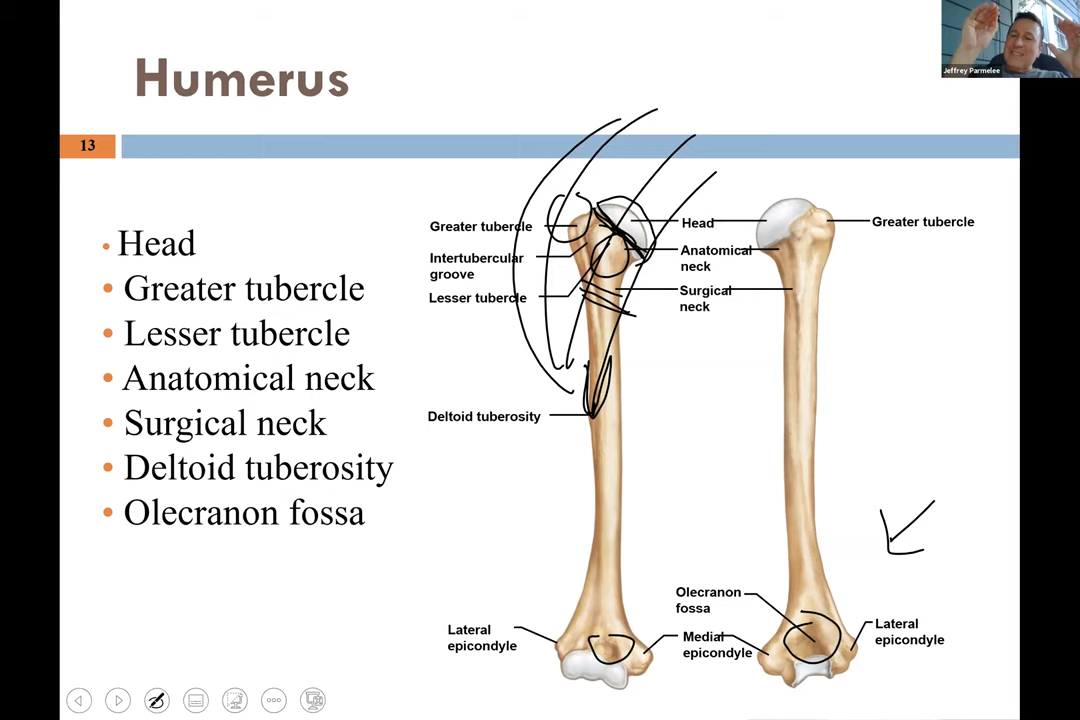 Jeffrey Parmelee
Humerus
13
• Head
• Greater tubercle
• Lesser tubercle
• Anatomical neck
• Surgical neck
• Deltoid tuberosity
• Olecranon fossa
Greater tubercle
Intertubercular
groove
Lesser tubercle
Deltoid tuberosity
Lateral
epicondyle
Head
Anatomical
neck
Surgical
neck
Olecranon
fossa
Medial
epicondyle
Greater tubercle
Lateral
epicondyle